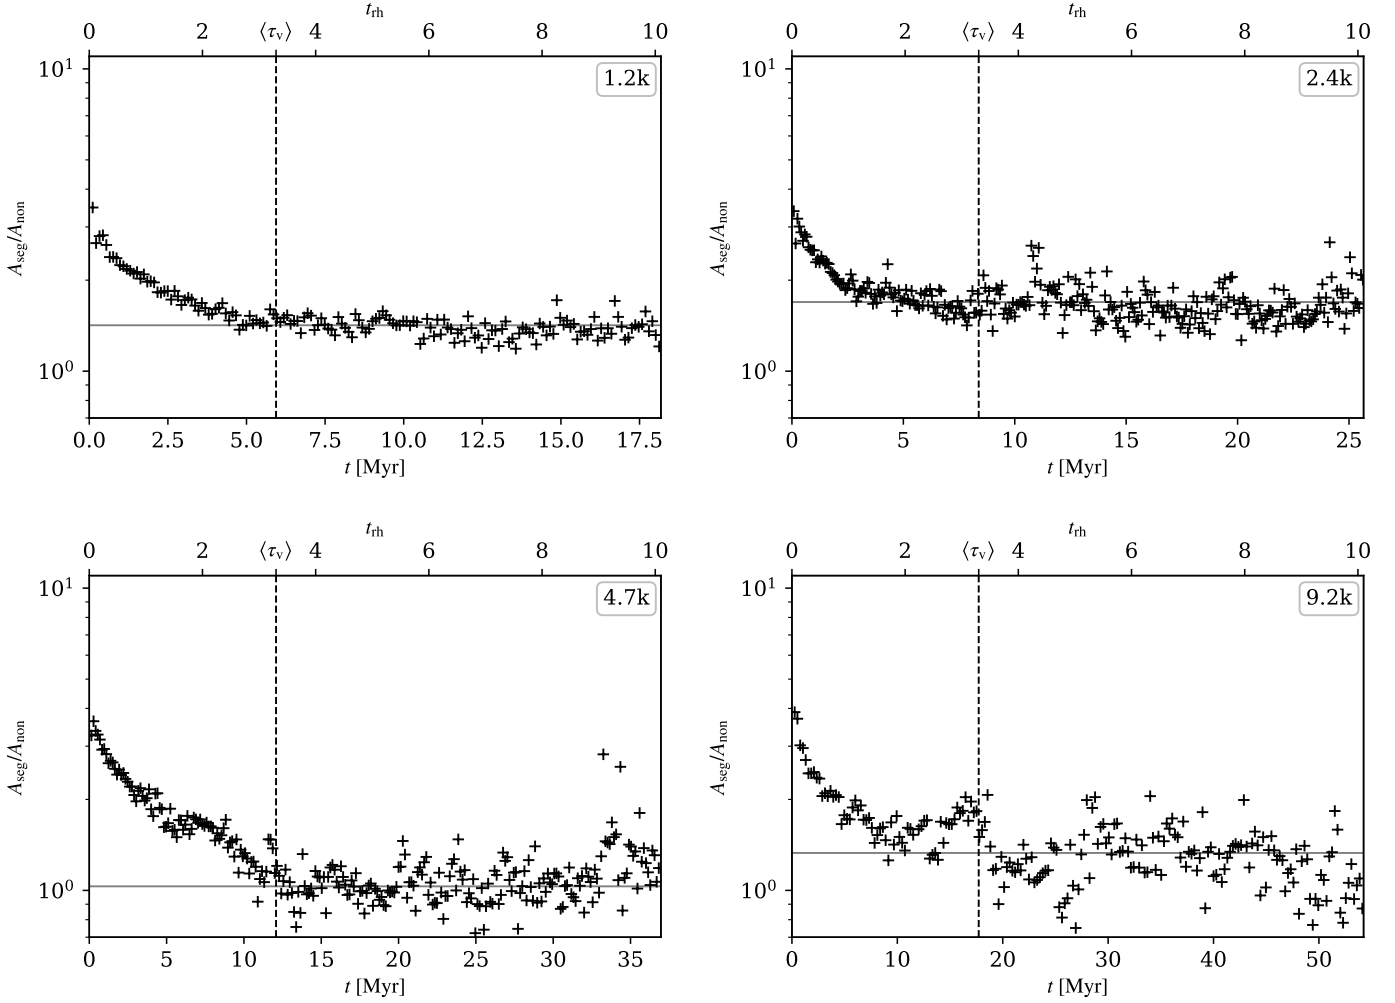 t_rh
0 2 ⟨τ_v⟩ 4 6 8 10
10^1
1.2k
A_seg/A_non
10^0
0.0 2.5 5.0 7.5 10.0 12.5 15.0 17.5
t [Myr]
t_rh
0 2 ⟨τ_v⟩ 4 6 8 10
10^1
2.4k
A_seg/A_non
10^0
0 5 10 15 20 25
t [Myr]
t_rh
0 2 ⟨τ_v⟩ 4 6 8 10
10^1
4.7k
A_seg/A_non
10^0
0 5 10 15 20 25 30 35
t [Myr]
t_rh
0 2 ⟨τ_v⟩ 4 6 8 10
10^1
9.2k
A_seg/A_non
10^0
0 10 20 30 40 50
t [Myr]